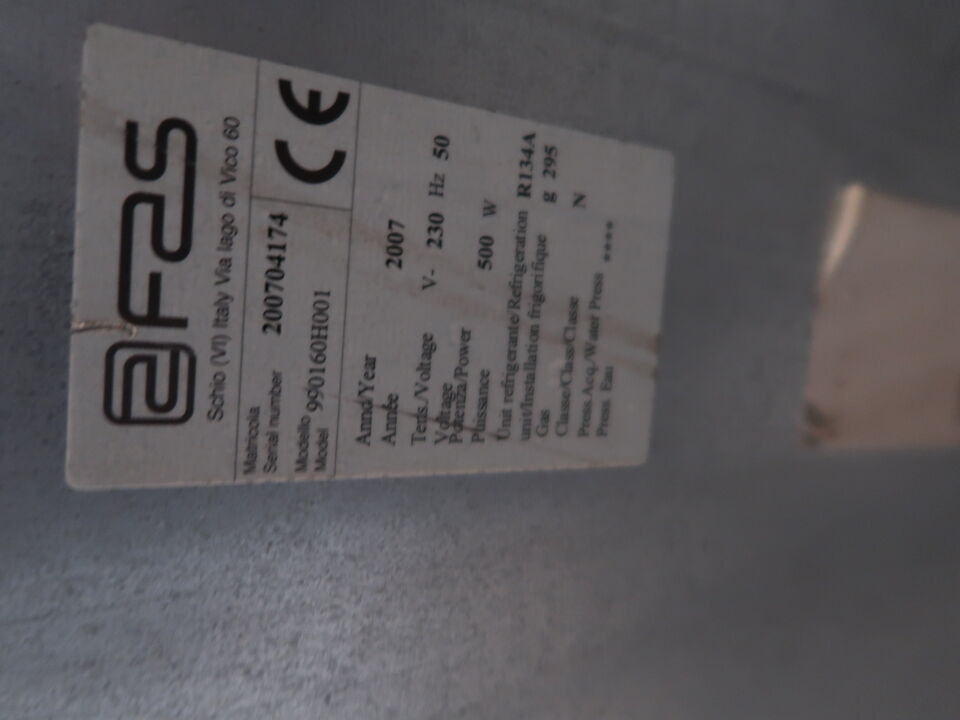 FAS
Schio (VI) Italy Via lago di Vico 60
Matricola
Serial number 200704174
Modello
Model 990160H001
CE
Anno/Year
Année 2007
Tens./Voltage V- 230 Hz 50
Voltage
Potenza/Power
Puissance 500 W
Unit refrigerante/Refrigeration R134A
unit/Installation frigorifique g 295
Gas
Classe/Class/Classe N
Press.Acq./Water Press ****
Press. Eau